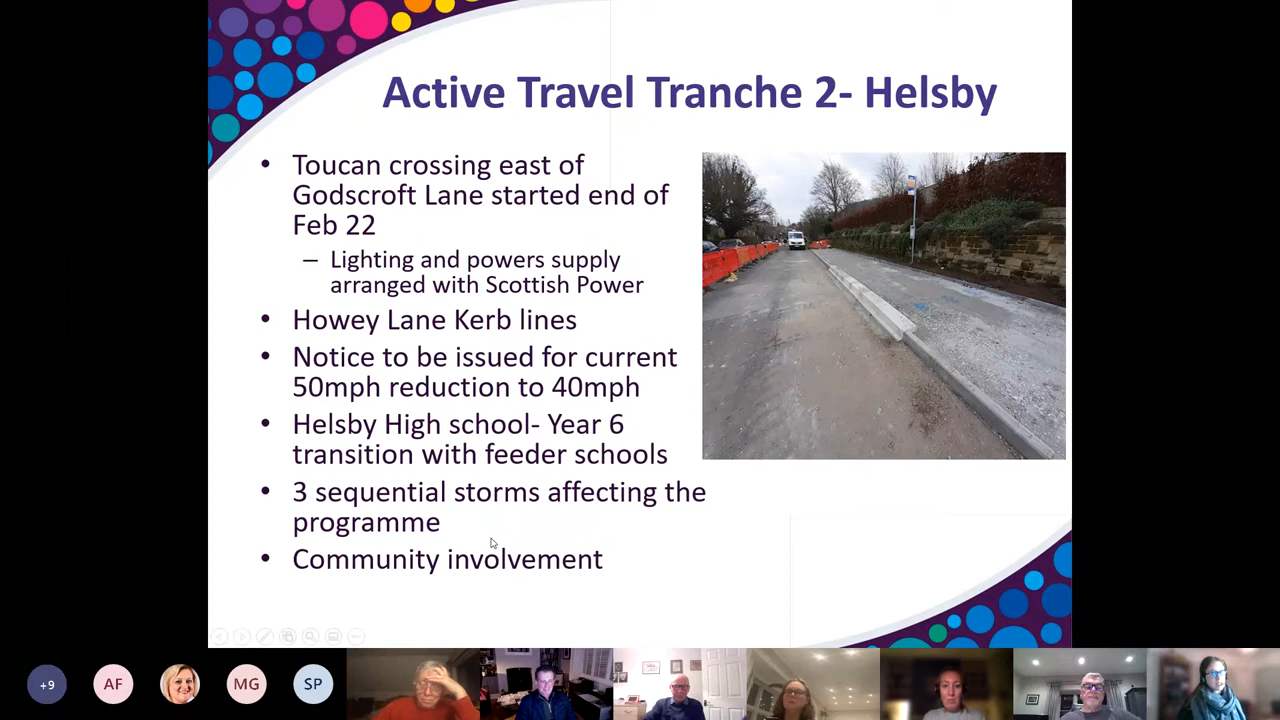 Active Travel Tranche 2- Helsby
• Toucan crossing east of
Godscroft Lane started end of
Feb 22
– Lighting and powers supply
arranged with Scottish Power
• Howey Lane Kerb lines
• Notice to be issued for current
50mph reduction to 40mph
• Helsby High school- Year 6
transition with feeder schools
• 3 sequential storms affecting the
programme
• Community involvement
+9
AF
MG
SP